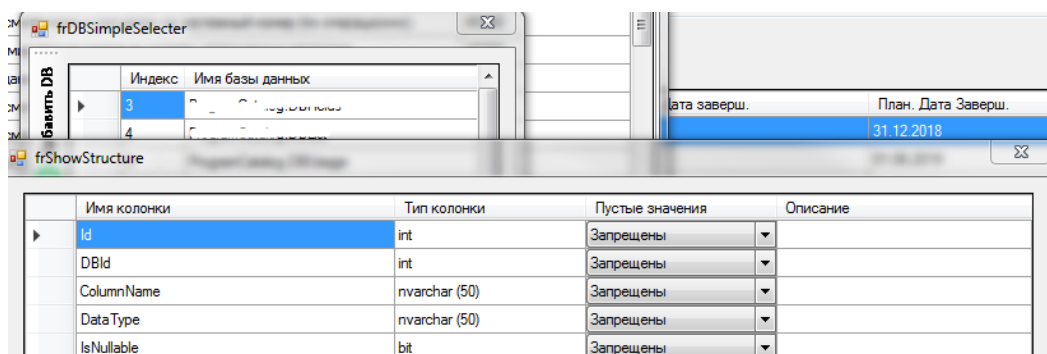 frDBSimpleSelecter
бавить DB
Индекс Имя базы данных
3
4
Дата заверш. План. Дата Заверш.
31.12.2018
frShowStructure
Имя колонки Тип колонки Пустые значения Описание
Id int Запрещены
DBId int Запрещены
ColumnName nvarchar (50) Запрещены
DataType nvarchar (50) Запрещены
IsNullable bit Запрещены